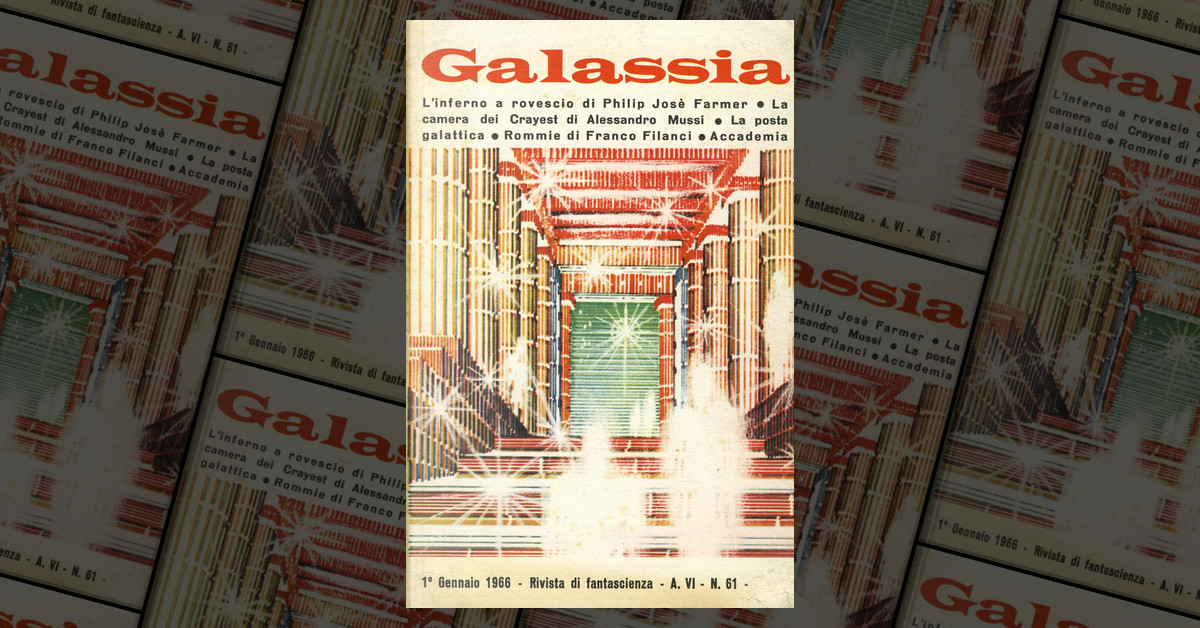 Galassia
L'inferno a rovescio di Philip Josè Farmer ● La
camera dei Crayest di Alessandro Mussi ● La posta
galattica ● Rommie di Franco Filanci ● Accademia
1º Gennaio 1966 - Rivista di fantascienza - A. VI - N. 61 -